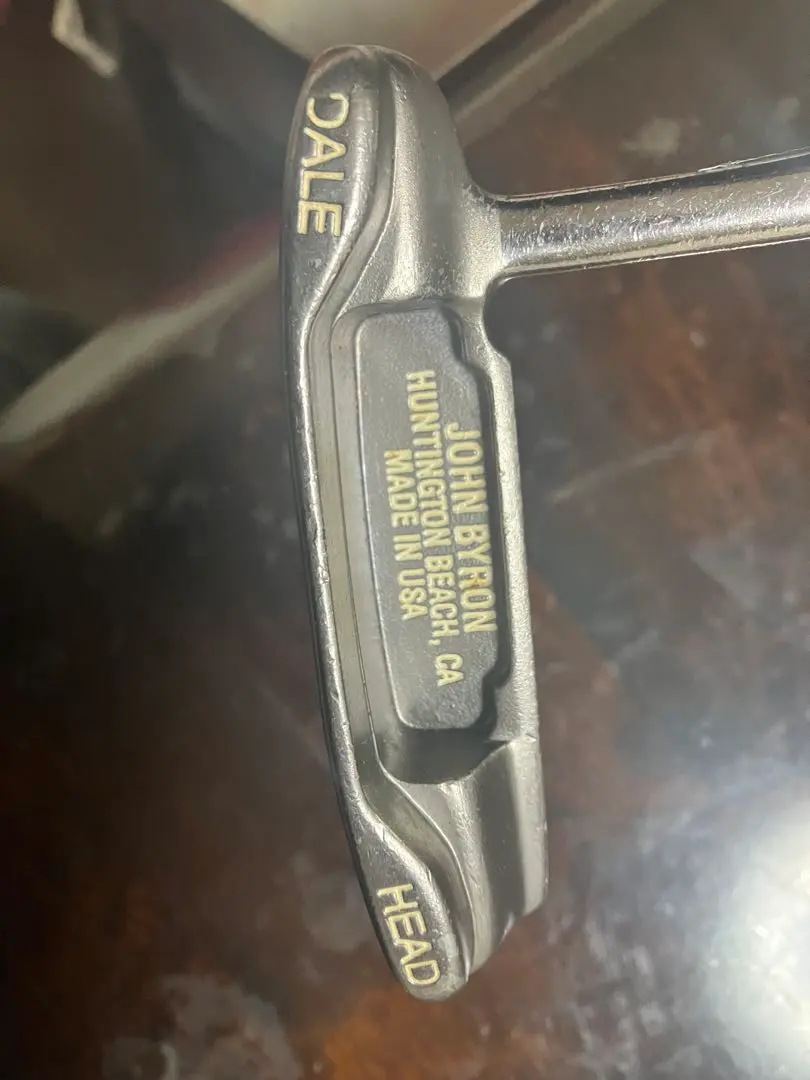 DALE
JOHN BYRON
HUNTINGTON BEACH, CA
MADE IN USA
HEAD